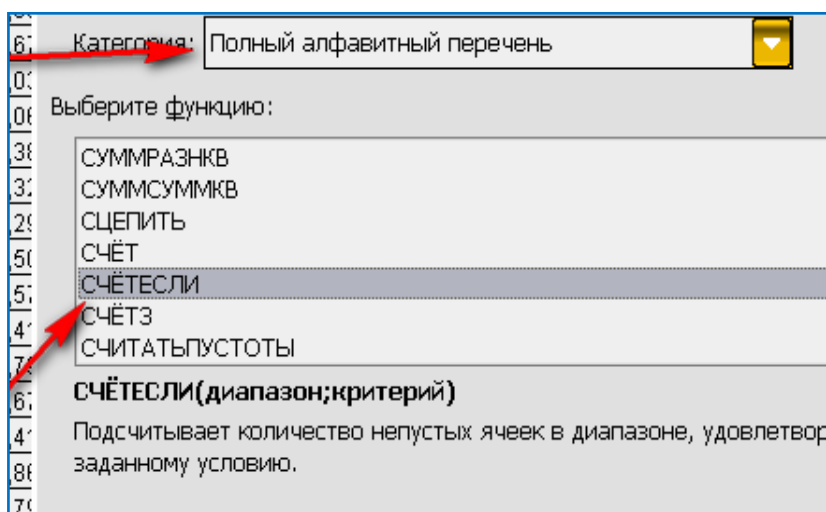 Категория: Полный алфавитный перечень
Выберите функцию:
СУММРАЗНКВ
СУММСУММКВ
СЦЕПИТЬ
СЧЁТ
СЧЁТЕСЛИ
СЧЁТЗ
СЧИТАТЬПУСТОТЫ
СЧЁТЕСЛИ(диапазон;критерий)
Подсчитывает количество непустых ячеек в диапазоне,
заданному условию.